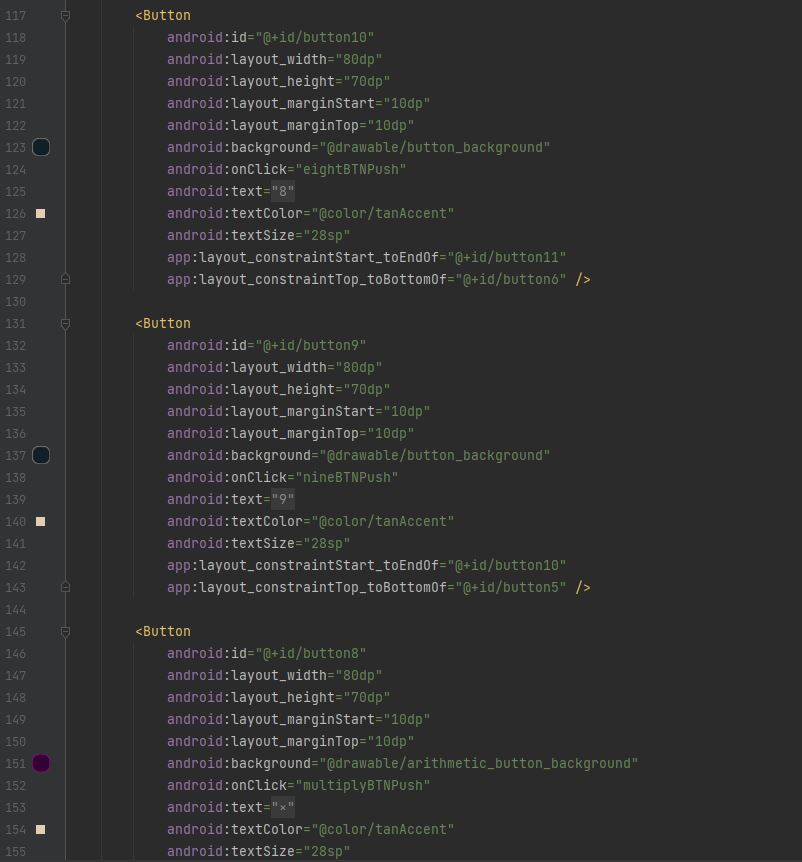 117 <Button
118 android:id="@+id/button10"
119 android:layout_width="80dp"
120 android:layout_height="70dp"
121 android:layout_marginStart="10dp"
122 android:layout_marginTop="10dp"
123 android:background="@drawable/button_background"
124 android:onClick="eightBTNPush"
125 android:text="8"
126 android:textColor="@color/tanAccent"
127 android:textSize="28sp"
128 app:layout_constraintStart_toEndOf="@+id/button11"
129 app:layout_constraintTop_toBottomOf="@+id/button6" />
130
131 <Button
132 android:id="@+id/button9"
133 android:layout_width="80dp"
134 android:layout_height="70dp"
135 android:layout_marginStart="10dp"
136 android:layout_marginTop="10dp"
137 android:background="@drawable/button_background"
138 android:onClick="nineBTNPush"
139 android:text="9"
140 android:textColor="@color/tanAccent"
141 android:textSize="28sp"
142 app:layout_constraintStart_toEndOf="@+id/button10"
143 app:layout_constraintTop_toBottomOf="@+id/button5" />
144
145 <Button
146 android:id="@+id/button8"
147 android:layout_width="80dp"
148 android:layout_height="70dp"
149 android:layout_marginStart="10dp"
150 android:layout_marginTop="10dp"
151 android:background="@drawable/arithmetic_button_background"
152 android:onClick="multiplyBTNPush"
153 android:text="×"
154 android:textColor="@color/tanAccent"
155 android:textSize="28sp"